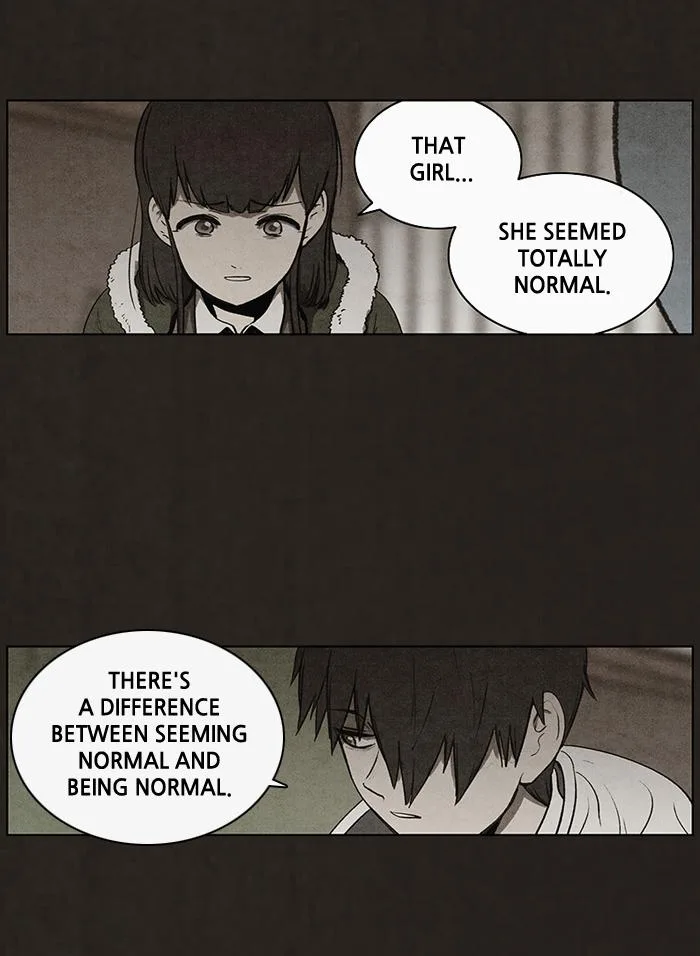 THAT
GIRL...
SHE SEEMED
TOTALLY
NORMAL.
THERE'S
A DIFFERENCE
BETWEEN SEEMING
NORMAL AND
BEING NORMAL.